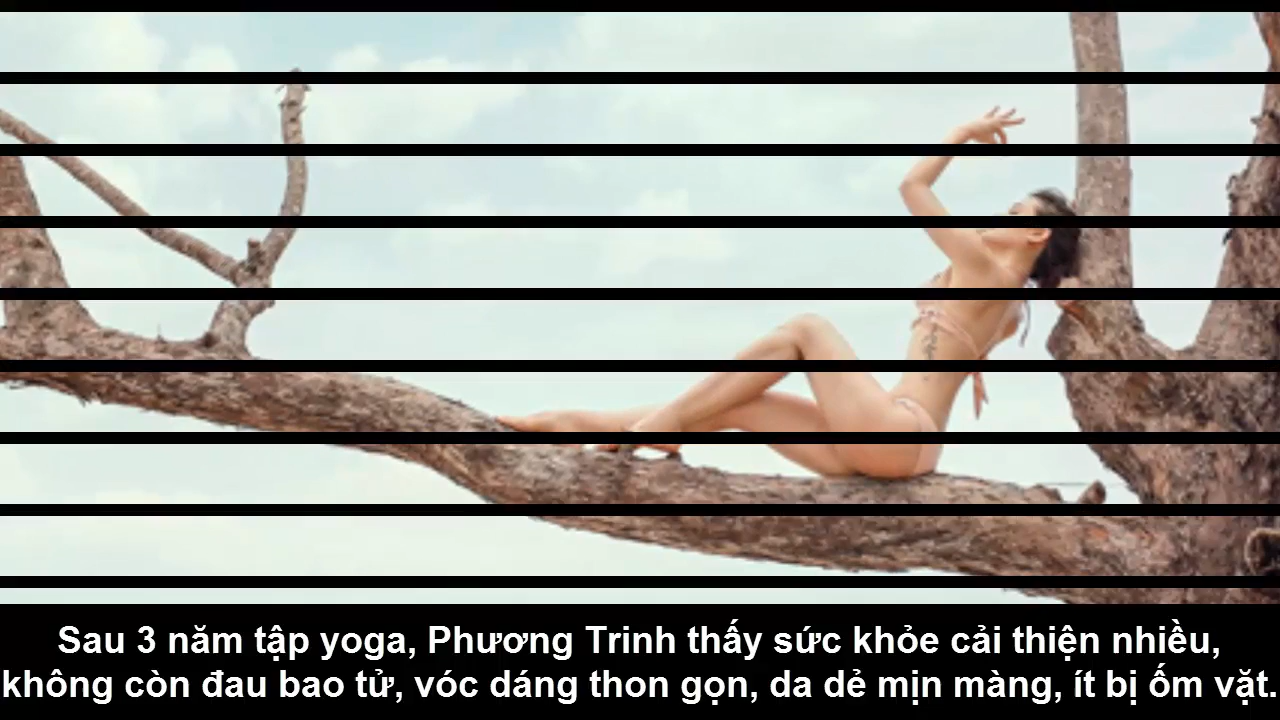 Sau 3 năm tập yoga, Phương Trinh thấy sức khỏe cải thiện nhiều,
không còn đau bao tử, vóc dáng thon gọn, da dẻ mịn màng, ít bị ốm vặt.